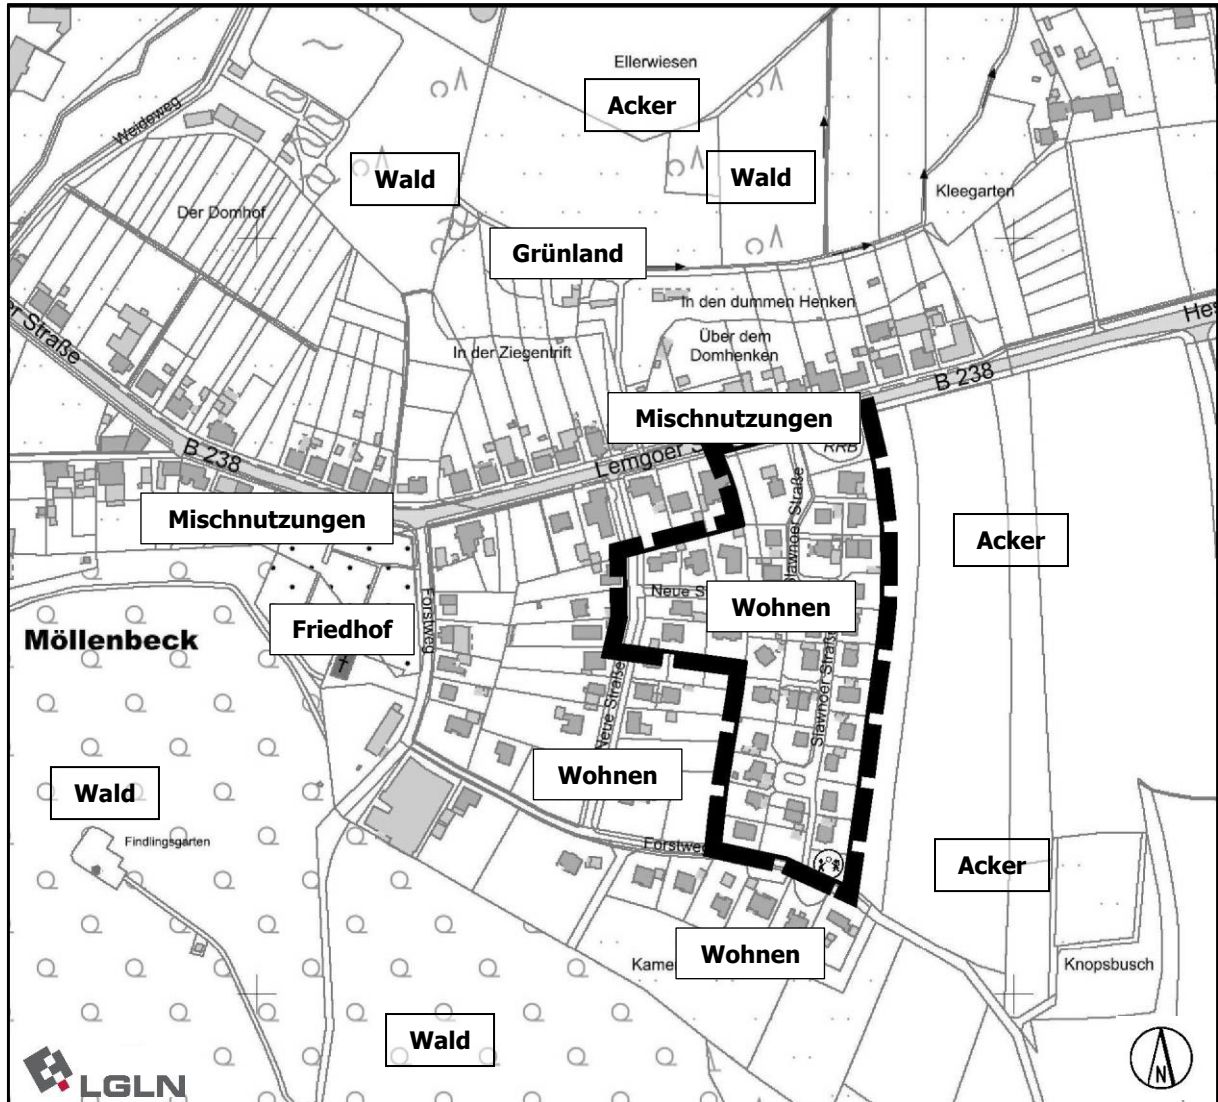 Ellerwiesen
Acker
Weideweg
Wald
Wald
Kleegarten
Der Domhof
Grünland
In den dummen Henken
er Straße
Hes
Über dem
Domhenken
In der Ziegentrift
B 238
Mischnutzungen
RRB
B 238
Lemgoer S
Slawnoer Straße
Mischnutzungen
Acker
Neue S
Wohnen
Forstweg
Friedhof
Möllenbeck
Slawnoer Straße
Neue Straße
Wohnen
Wald
Findlingsgarten
Forstweg
Acker
Wohnen
Kame
Knopsbusch
Wald
N
LGLN